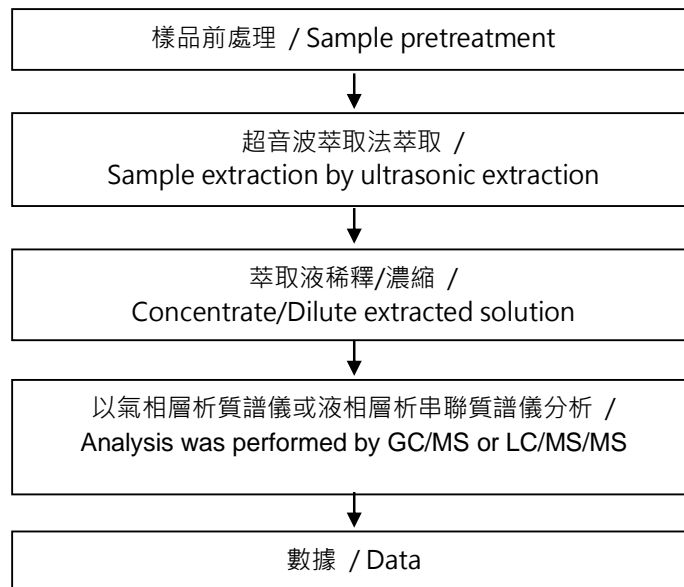 樣品前處理 / Sample pretreatment
超音波萃取法萃取 /
Sample extraction by ultrasonic extraction
萃取液稀釋/濃縮 /
Concentrate/Dilute extracted solution
以氣相層析質譜儀或液相層析串聯質譜儀分析 /
Analysis was performed by GC/MS or LC/MS/MS
數據 / Data